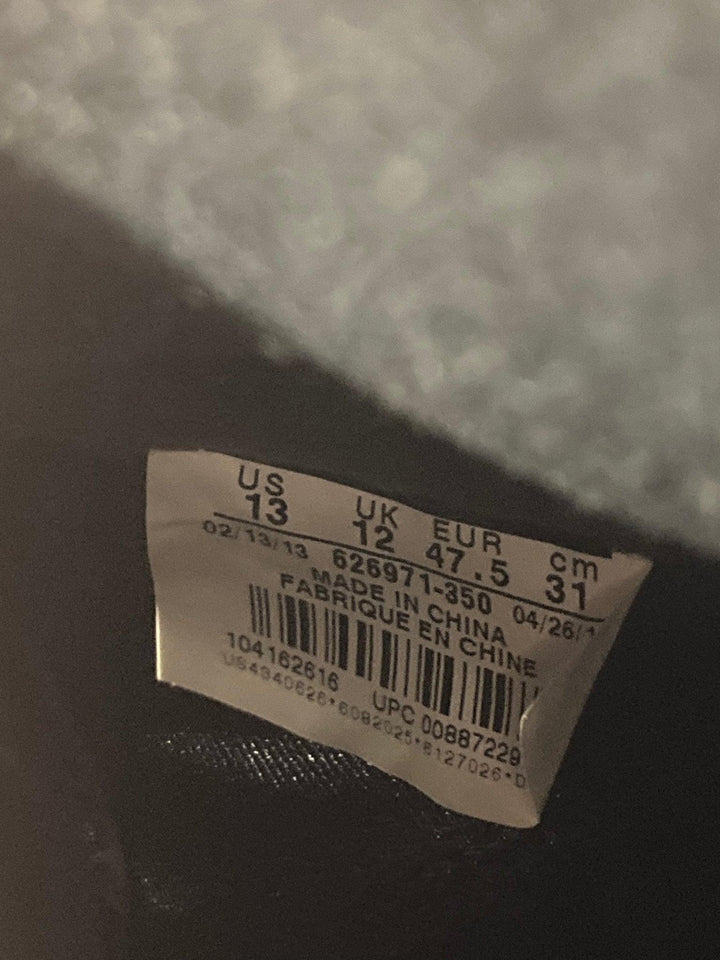 US UK EUR cm
13 12 47.5 31
02/13/13 626971-350 04/26/1
MADE IN CHINA
FABRIQUE EN CHINE
104162616 UPC 00887229